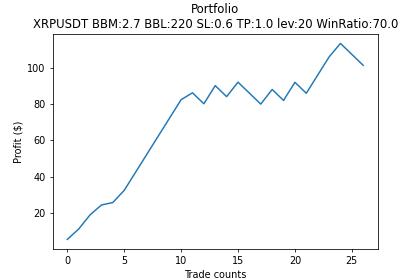 Portfolio
XRPUSDT BBM:2.7 BBL:220 SL:0.6 TP:1.0 lev:20 WinRatio:70.0
100
80
60
40
20
Profit ($)
0 5 10 15 20 25
Trade counts